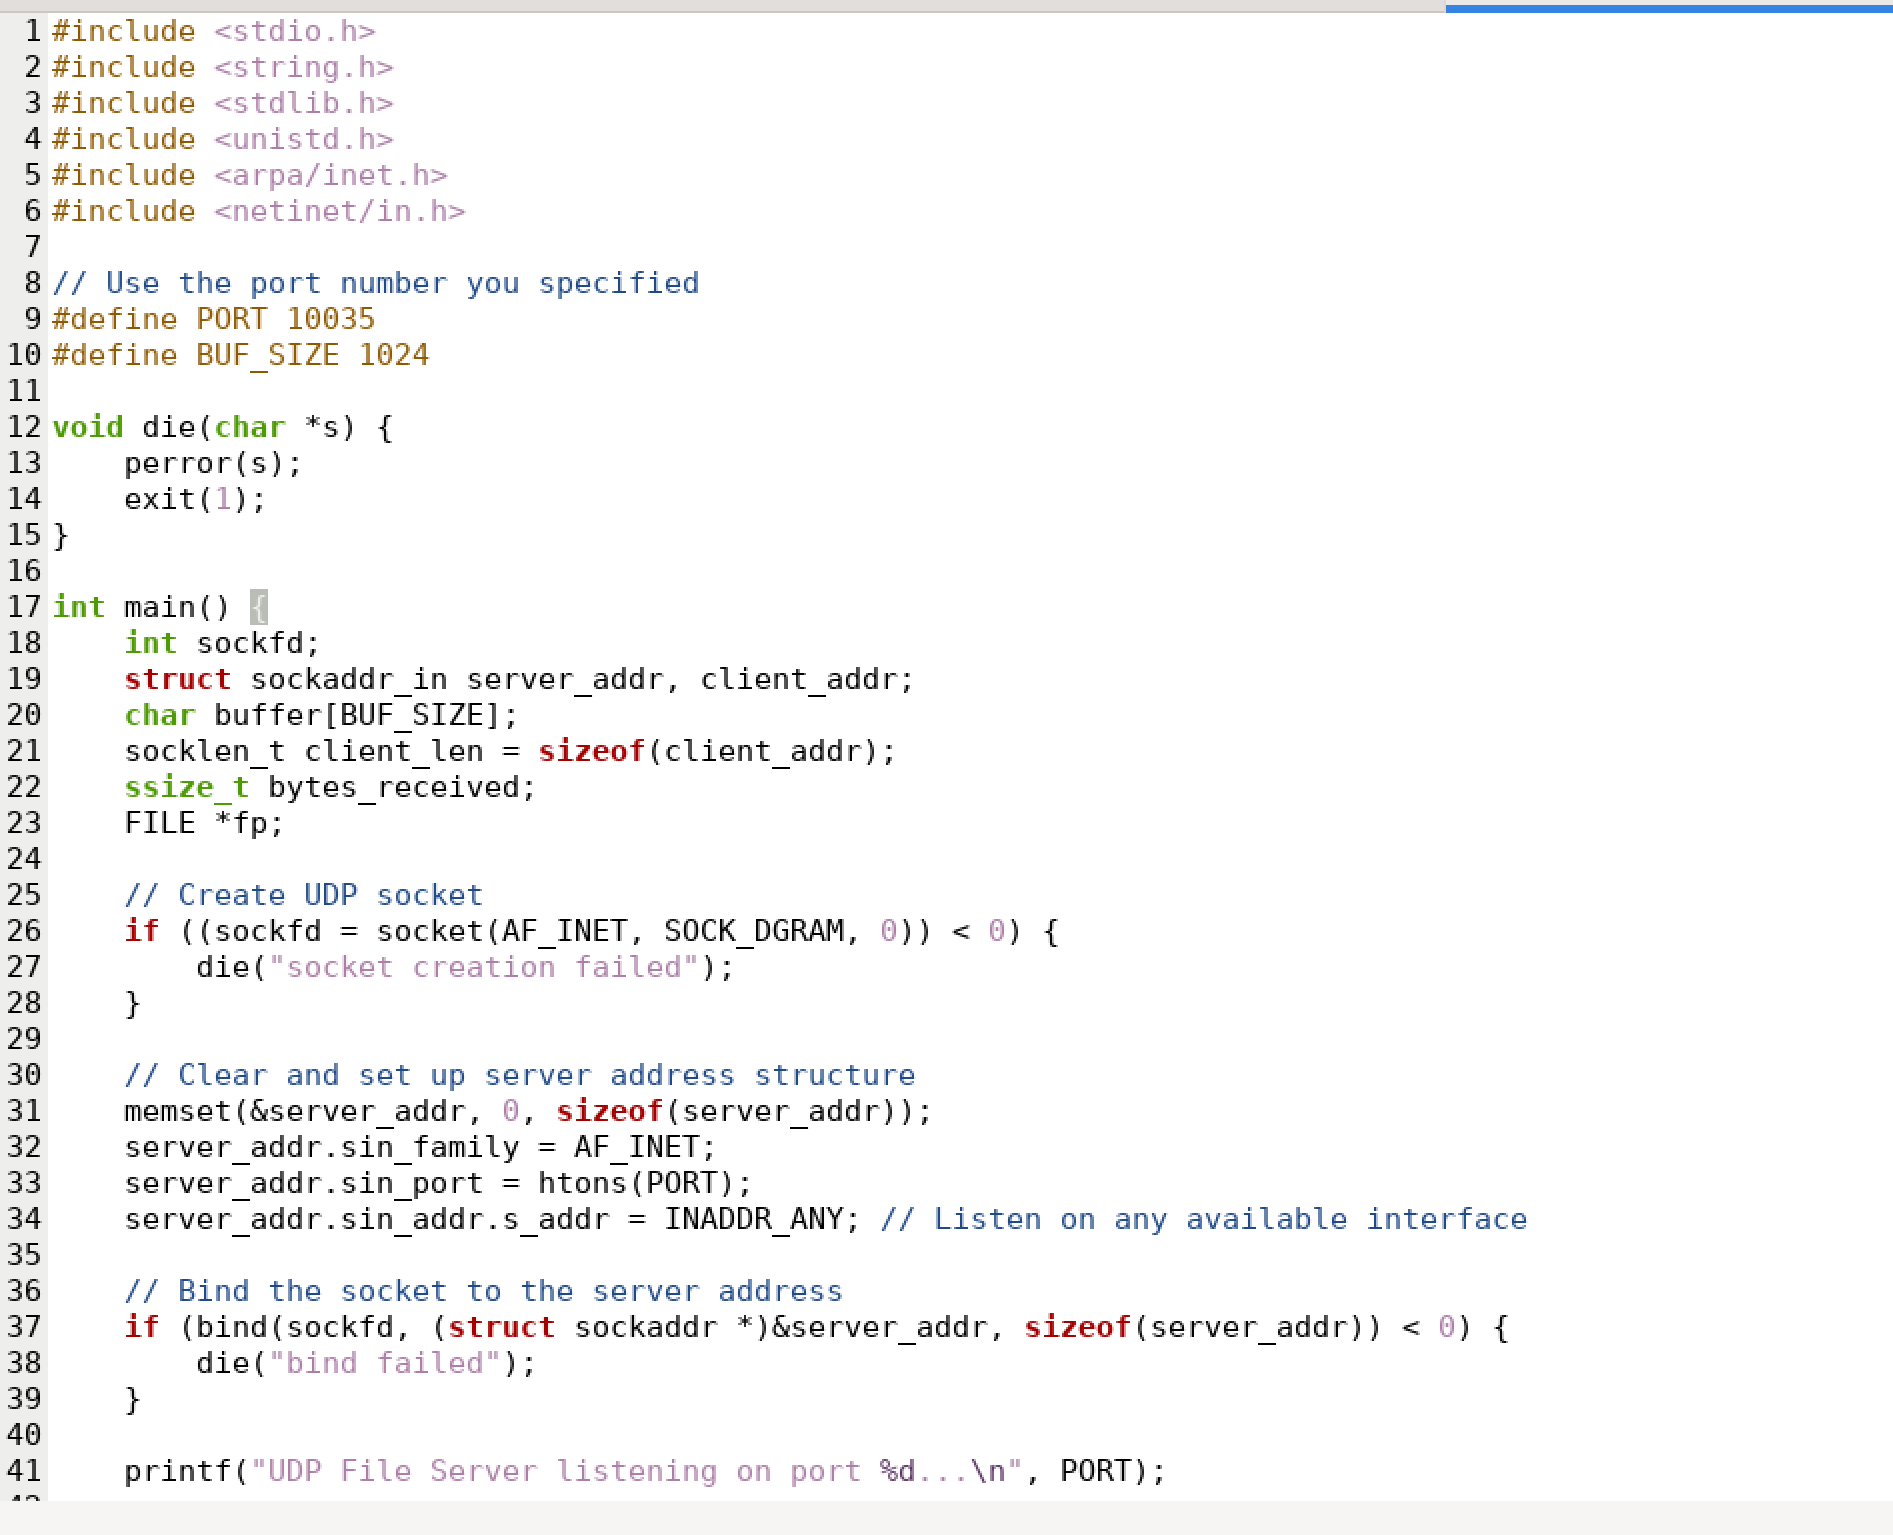 1 #include <stdio.h>
2 #include <string.h>
3 #include <stdlib.h>
4 #include <unistd.h>
5 #include <arpa/inet.h>
6 #include <netinet/in.h>
7
8 // Use the port number you specified
9 #define PORT 10035
10 #define BUF_SIZE 1024
11
12 void die(char *s) {
13     perror(s);
14     exit(1);
15 }
16
17 int main() {
18     int sockfd;
19     struct sockaddr_in server_addr, client_addr;
20     char buffer[BUF_SIZE];
21     socklen_t client_len = sizeof(client_addr);
22     ssize_t bytes_received;
23     FILE *fp;
24
25     // Create UDP socket
26     if ((sockfd = socket(AF_INET, SOCK_DGRAM, 0)) < 0) {
27         die("socket creation failed");
28     }
29
30     // Clear and set up server address structure
31     memset(&server_addr, 0, sizeof(server_addr));
32     server_addr.sin_family = AF_INET;
33     server_addr.sin_port = htons(PORT);
34     server_addr.sin_addr.s_addr = INADDR_ANY; // Listen on any available interface
35
36     // Bind the socket to the server address
37     if (bind(sockfd, (struct sockaddr *)&server_addr, sizeof(server_addr)) < 0) {
38         die("bind failed");
39     }
40
41     printf("UDP File Server listening on port %d...\n", PORT);